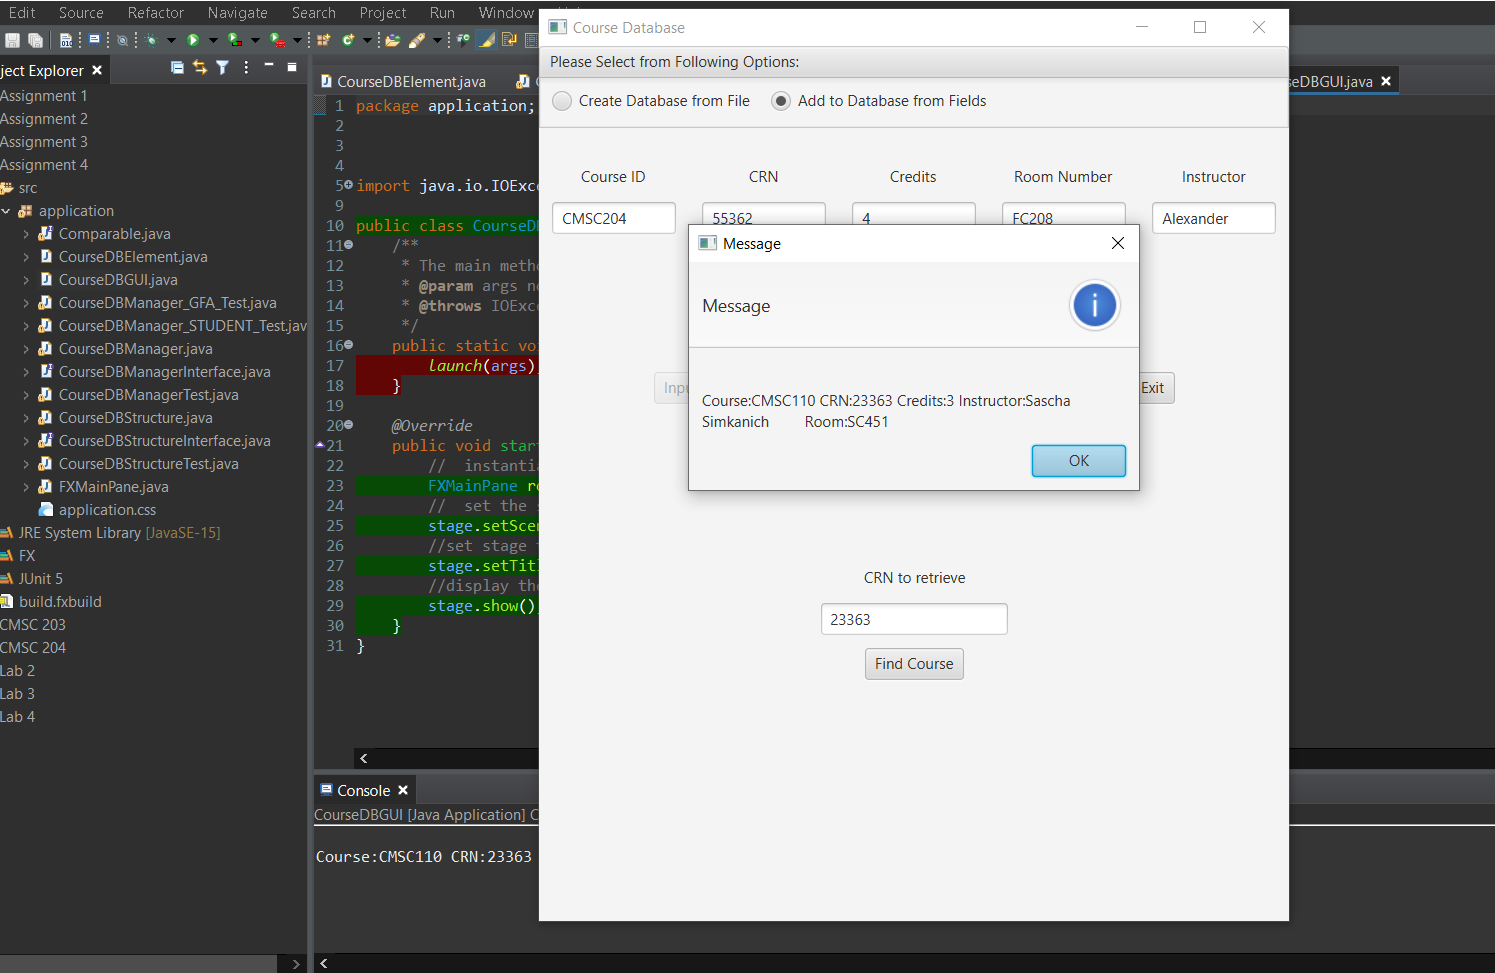 Edit Source Refactor Navigate Search Project Run Window
ject Explorer
Assignment 1
Assignment 2
Assignment 3
Assignment 4
src
application
Comparable.java
CourseDBElement.java
CourseDBGUI.java
CourseDBManager_GFA_Test.java
CourseDBManager_STUDENT_Test.jav
CourseDBManager.java
CourseDBManagerInterface.java
CourseDBManagerTest.java
CourseDBStructure.java
CourseDBStructureInterface.java
CourseDBStructureTest.java
FXMainPane.java
application.css
JRE System Library [JavaSE-15]
FX
JUnit 5
build.fxbuild
CMSC 203
CMSC 204
Lab 2
Lab 3
Lab 4
CourseDBElement.java
seDBGUI.java
1 package application;
2
3
4
5 import java.io.IOExc
9
10 public class CourseD
11 /**
12 * The main meth
13 * @param args n
14 * @throws IOExc
15 */
16 public static vo
17 launch(args)
18 }
19
20 @Override
21 public void star
22 // instanti
23 FXMainPane r
24 // set the
25 stage.setSce
26 //set stage
27 stage.setTit
28 //display th
29 stage.show()
30 }
31 }
Console
CourseDBGUI [Java Application] C
Course:CMSC110 CRN:23363
Course Database
Please Select from Following Options:
Create Database from File Add to Database from Fields
Course ID CRN Credits Room Number Instructor
CMSC204 55362 4 FC208 Alexander
Inpu
Exit
Message
Message
Course:CMSC110 CRN:23363 Credits:3 Instructor:Sascha
Simkanich Room:SC451
OK
CRN to retrieve
23363
Find Course